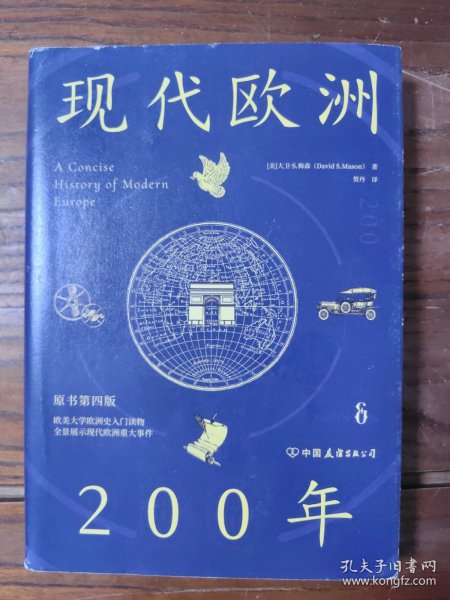 现代欧洲
A Concise
History of Modern
Europe
[美]大卫·S.梅森（David S.Mason） 著
贺丹 译
200
原书第四版
欧美大学欧洲史入门读物
全景展示现代欧洲重大事件
中国友谊出版公司
200年
孔夫子旧书网
www.kongfz.com